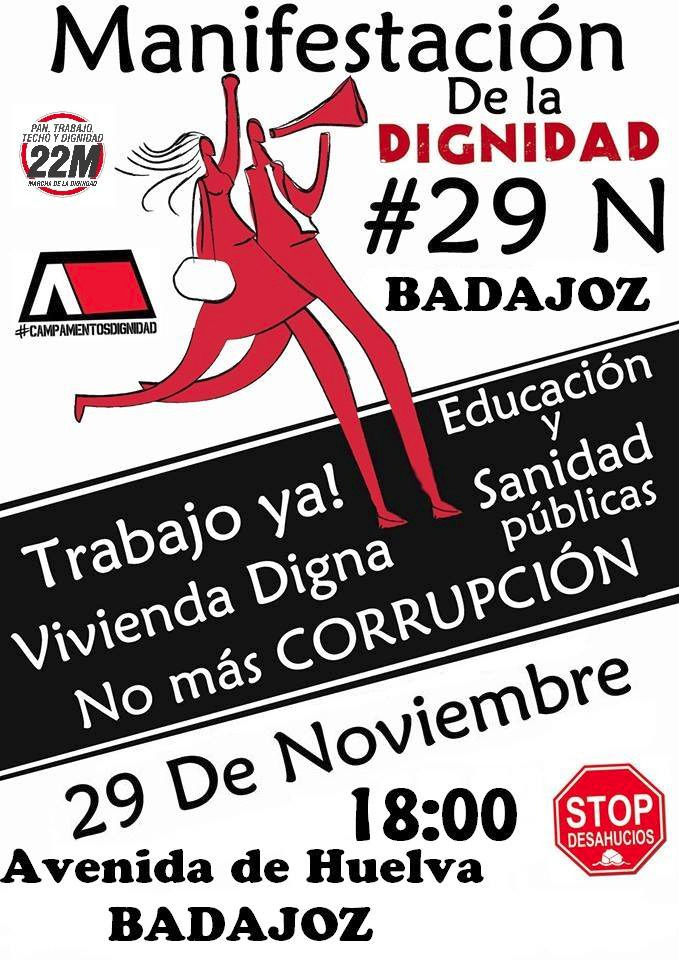 Manifestación
De la
DIGNIDAD
#29 N
BADAJOZ
PAN, TRABAJO,
TECHO Y DIGNIDAD
22M
MARCHA DE LA DIGNIDAD
#CAMPAMENTOSDIGNIDAD
Educación
y
Sanidad
públicas
Trabajo ya!
Vivienda Digna
No más CORRUPCIÓN
29 De Noviembre
18:00
STOP
DESAHUCIOS
Avenida de Huelva
BADAJOZ